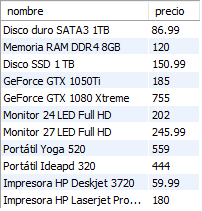 nombre precio
Disco duro SATA3 1TB 86.99
Memoria RAM DDR4 8GB 120
Disco SSD 1 TB 150.99
GeForce GTX 1050Ti 185
GeForce GTX 1080 Xtreme 755
Monitor 24 LED Full HD 202
Monitor 27 LED Full HD 245.99
Portátil Yoga 520 559
Portátil Ideapd 320 444
Impresora HP Deskjet 3720 59.99
Impresora HP Laserjet Pro... 180